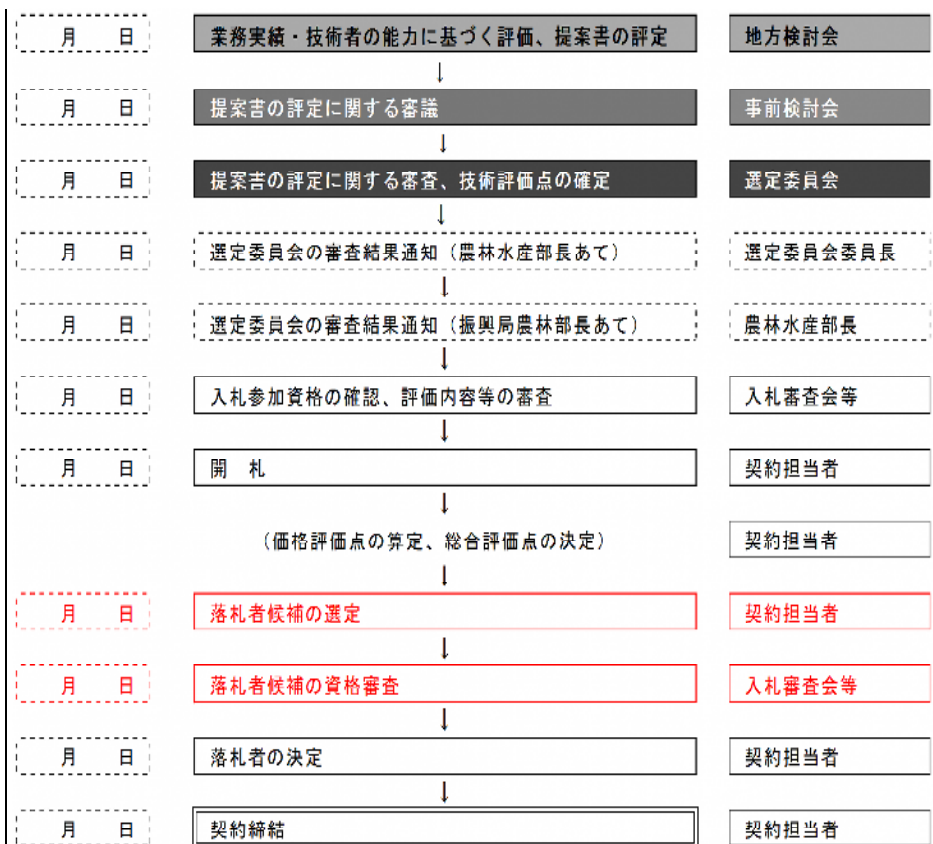 月 日 業務実績・技術者の能力に基づく評価、提案書の評定 地方検討会
↓
月 日 提案書の評定に関する審議 事前検討会
↓
月 日 提案書の評定に関する審査、技術評価点の確定 選定委員会
↓
月 日 選定委員会の審査結果通知(農林水産部長あて) 選定委員会委員長
↓
月 日 選定委員会の審査結果通知(振興局農林部長あて) 農林水産部長
↓
月 日 入札参加資格の確認、評価内容等の審査 入札審査会等
↓
月 日 開 札 契約担当者
↓
(価格評価点の算定、総合評価点の決定) 契約担当者
↓
月 日 落札者候補の選定 契約担当者
↓
月 日 落札者候補の資格審査 入札審査会等
↓
月 日 落札者の決定 契約担当者
↓
月 日 契約締結 契約担当者